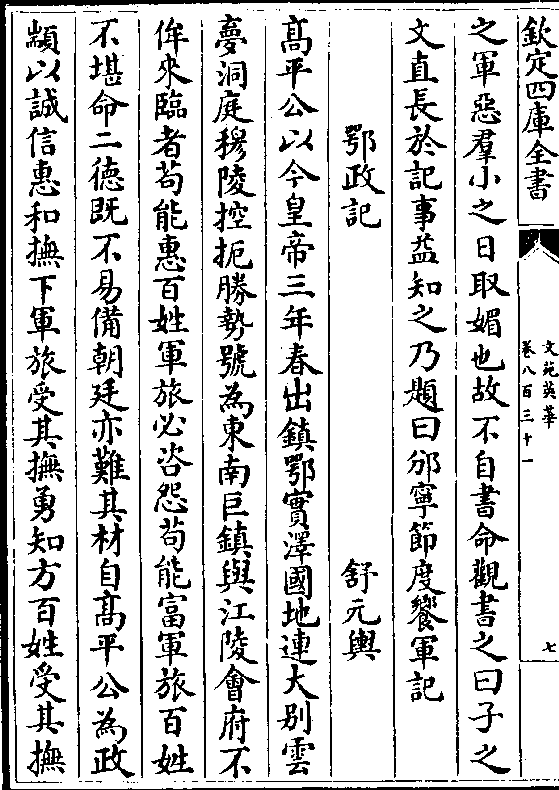 欽定四庫全書
文苑英華
卷八百三十一
七
之軍惡羣小之日取媚也故不自書命觀書之曰子之
文直長於記事益知之乃題曰邠寧節度饗軍記
鄂政記
舒元輿
髙平公以今皇帝三年春出鎮鄂實澤國地連大别雲
夢洞庭穆陵控扼勝勢號為東南巨鎮與江陵會府不
侔來臨者苟能惠百姓軍旅必咨怨苟能富軍旅百姓
不堪命二徳既不易備朝廷亦難其材自髙平公為政
顓以誠信惠和撫下軍旅受其撫勇知方百姓受其撫